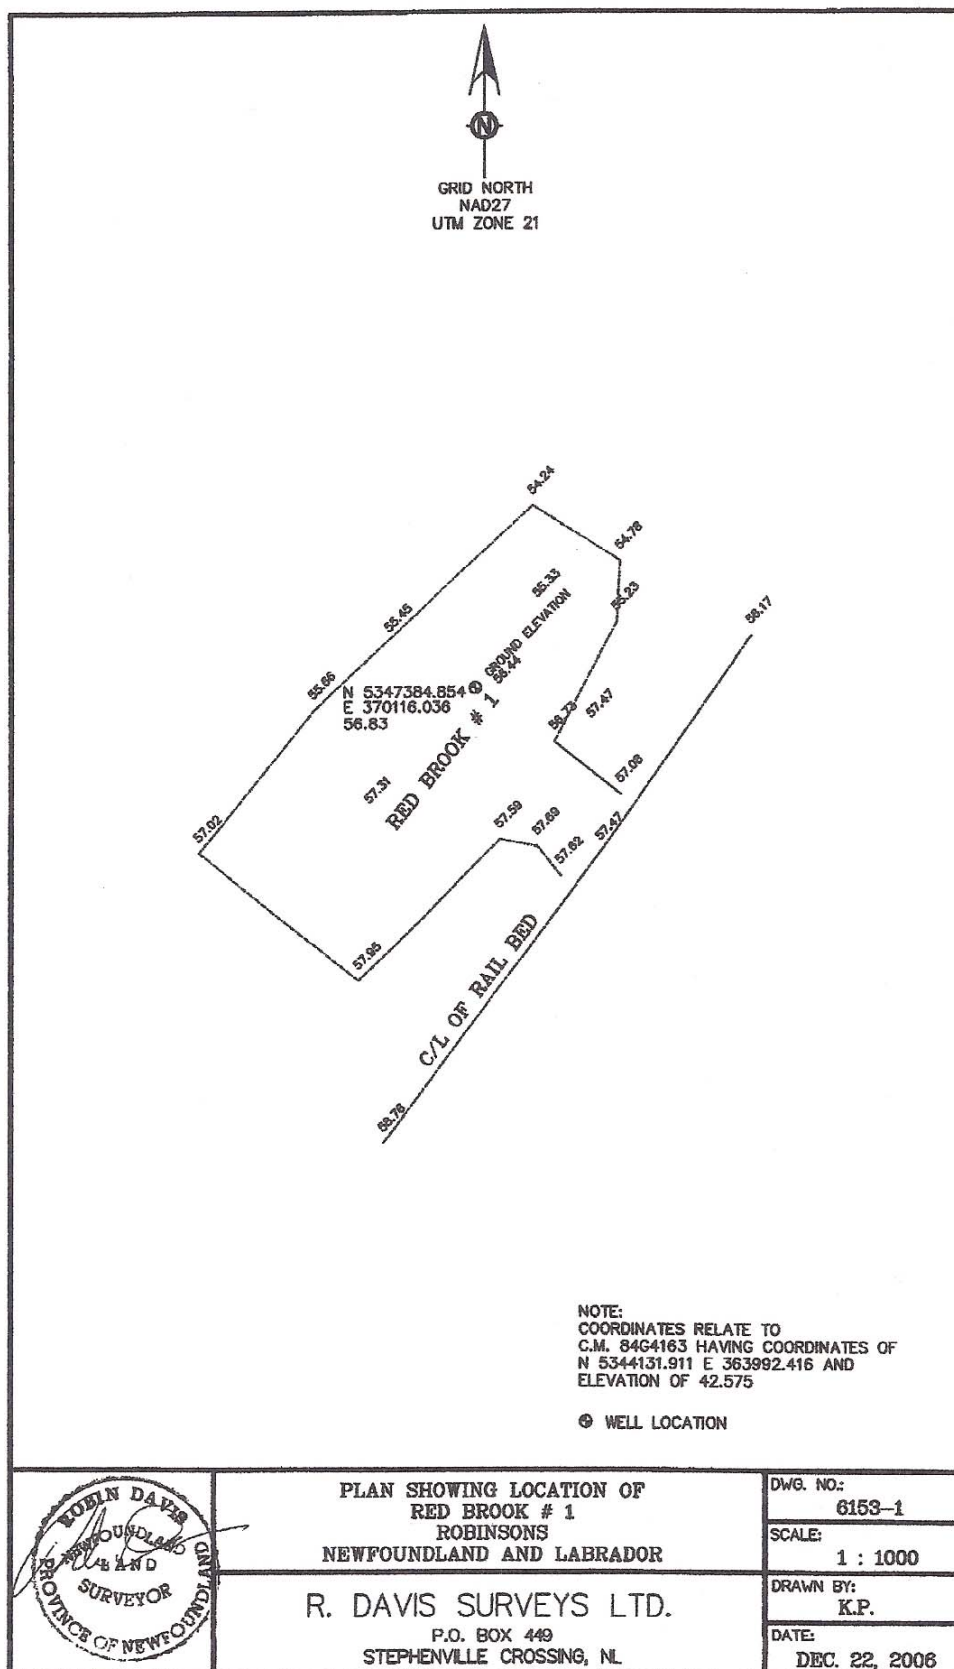 N
GRID NORTH
NAD27
UTM ZONE 21
54.24
54.78
55.33
55.23
GROUND ELEVATION
56.44
55.45
55.66
58.17
N 5347384.854
E 370116.036
56.83
57.47
56.73
RED BROOK # 1
57.31
57.08
57.02
57.59
57.69
57.47
57.62
57.95
C/L OF RAIL BED
NOTE:
COORDINATES RELATE TO
C.M. 84G4163 HAVING COORDINATES OF
N 5344131.911 E 363992.416 AND
ELEVATION OF 42.575
WELL LOCATION
ROBIN DAVIS
NEWFOUNDLAND
LAND
SURVEYOR
PROVINCE OF NEWFOUNDLAND
PLAN SHOWING LOCATION OF
RED BROOK # 1
ROBINSONS
NEWFOUNDLAND AND LABRADOR
R. DAVIS SURVEYS LTD.
P.O. BOX 449
STEPHENVILLE CROSSING, NL
DWG. NO.:
6153-1
SCALE:
1 : 1000
DRAWN BY:
K.P.
DATE:
DEC. 22, 2006